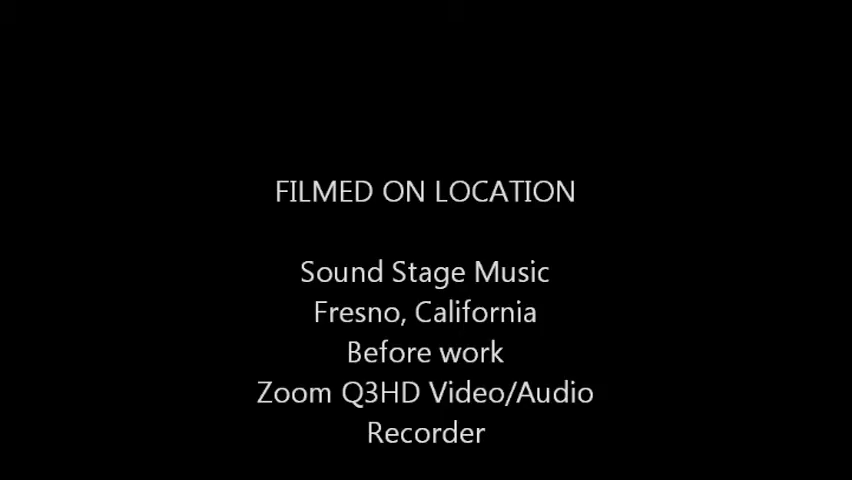 FILMED ON LOCATION
Sound Stage Music
Fresno, California
Before work
Zoom Q3HD Video/Audio
Recorder